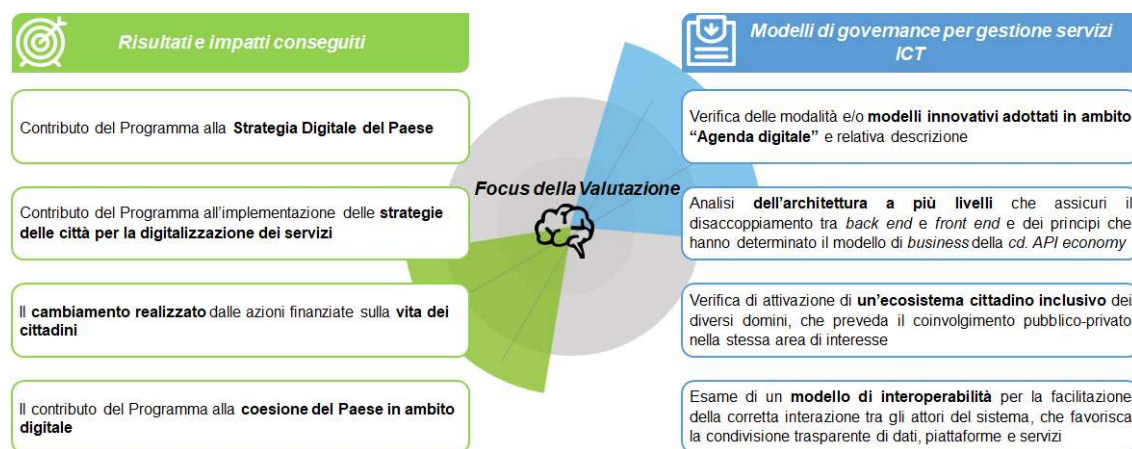 Risultati e impatti conseguiti
Contributo del Programma alla Strategia Digitale del Paese
Contributo del Programma all'implementazione delle strategie
delle città per la digitalizzazione dei servizi
Il cambiamento realizzato dalle azioni finanziate sulla vita dei
cittadini
Il contributo del Programma alla coesione del Paese in ambito
digitale
Focus della Valutazione
Modelli di governance per gestione servizi
ICT
Verifica delle modalità e/o modelli innovativi adottati in ambito
“Agenda digitale” e relativa descrizione
Analisi dell'architettura a più livelli che assicuri il
disaccoppiamento tra back end e front end e dei principi che
hanno determinato il modello di business della cd. API economy
Verifica di attivazione di un'ecosistema cittadino inclusivo dei
diversi domini, che preveda il coinvolgimento pubblico-privato
nella stessa area di interesse
Esame di un modello di interoperabilità per la facilitazione
della corretta interazione tra gli attori del sistema, che favorisca
la condivisione trasparente di dati, piattaforme e servizi